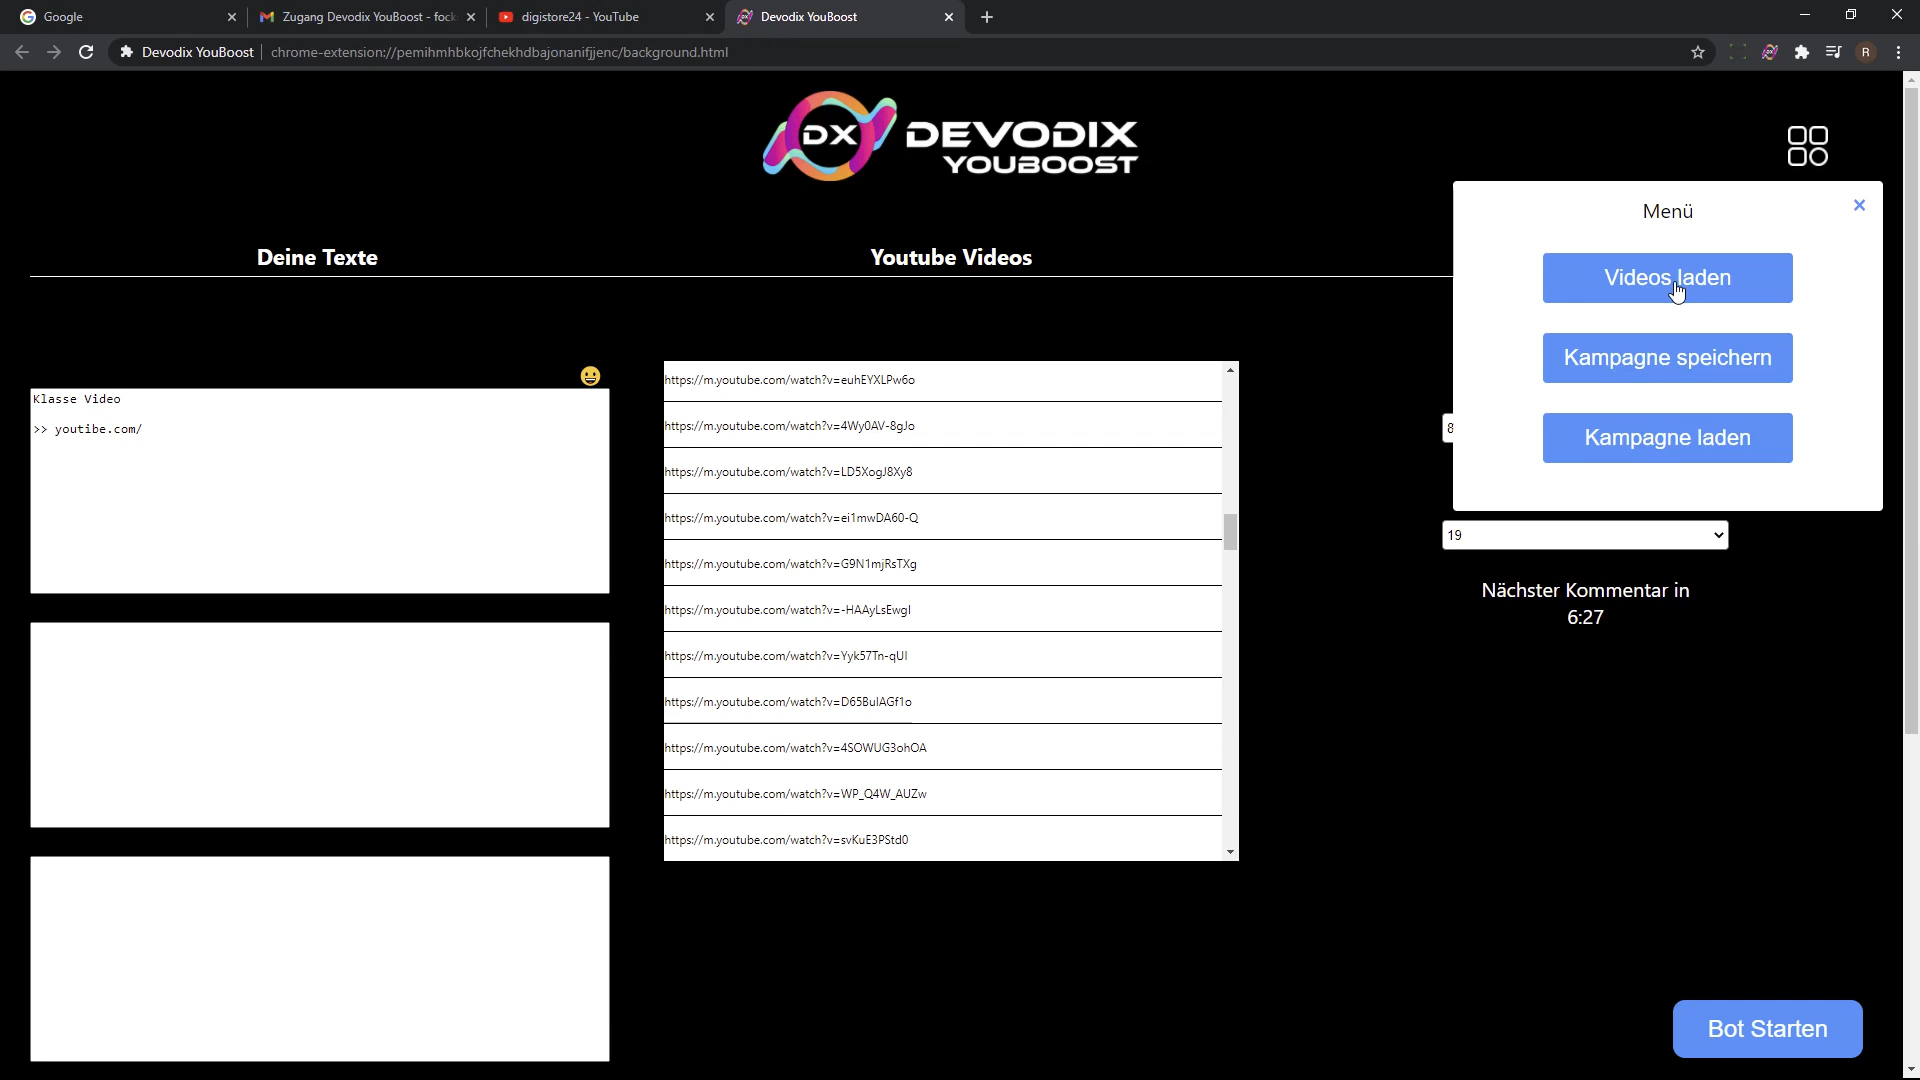 Google
Zugang Devodix YouBoost - fock
digistore24 - YouTube
Devodix YouBoost
Devodix YouBoost
chrome-extension://pemihmhbkojfchekhdbajonanifjjenc/background.html
R
DX
DEVODIX
YOUBOOST
Menü
Deine Texte
Youtube Videos
Videos laden
Kampagne speichern
Kampagne laden
Klasse Video
>> youtibe.com/
https://m.youtube.com/watch?v=euhEYXLPw6o
https://m.youtube.com/watch?v=4Wy0AV-8gJo
https://m.youtube.com/watch?v=LD5XogJ8Xy8
https://m.youtube.com/watch?v=ei1mwDA60-Q
https://m.youtube.com/watch?v=G9N1mjRsTXg
https://m.youtube.com/watch?v=-HAAyLsEwgI
https://m.youtube.com/watch?v=Yyk57Tn-qUI
https://m.youtube.com/watch?v=D65BulAGf1o
https://m.youtube.com/watch?v=4SOWUG3ohOA
https://m.youtube.com/watch?v=WP_Q4W_AUZw
https://m.youtube.com/watch?v=svKuE3PStd0
8
19
Nächster Kommentar in
6:27
Bot Starten